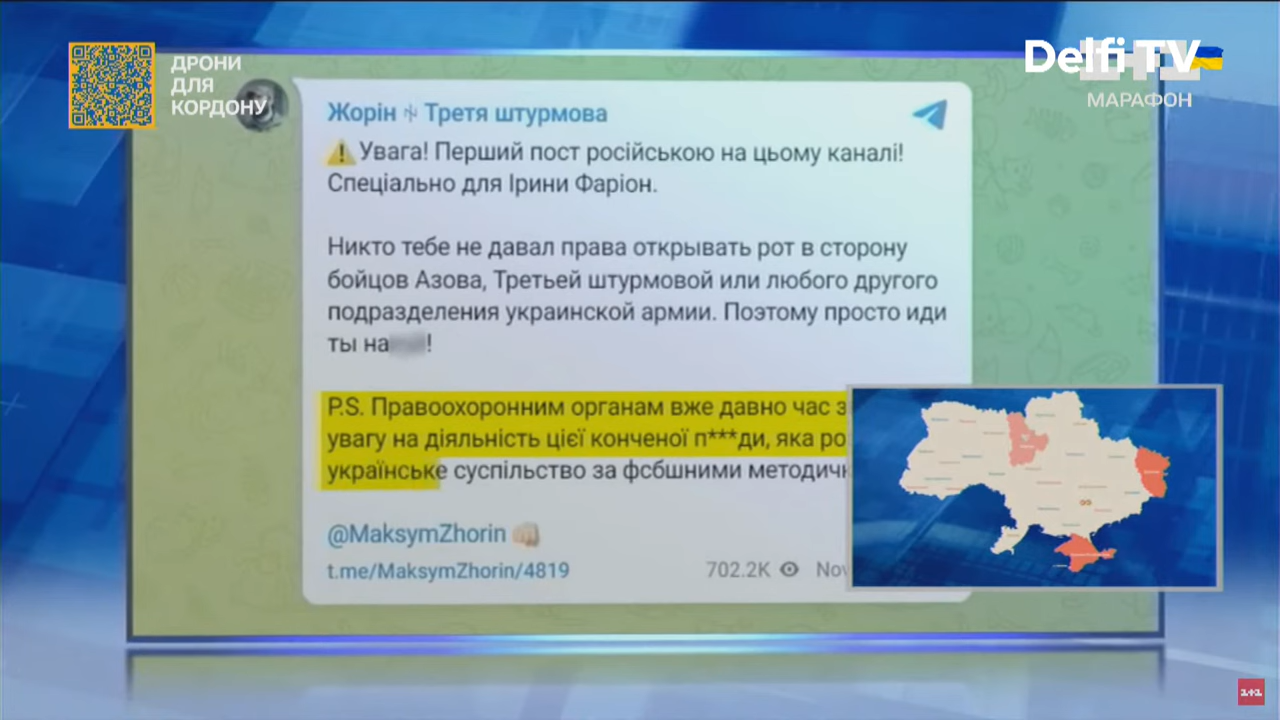 ДРОНИ
ДЛЯ
КОРДОНУ
Delfi TV
МАРАФОН
Жорін Третя штурмова
Увага! Перший пост російською на цьому каналі!
Спеціально для Ірини Фаріон.
Никто тебе не давал права открывать рот в сторону
бойцов Азова, Третьей штурмовой или любого другого
подразделения украинской армии. Поэтому просто иди
ты на !
P.S. Правоохоронним органам вже давно час
увагу на діяльність цієї конченої п***ди, яка
українське суспільство за фсбшними
@MaksymZhorin
t.me/MaksymZhorin/4819
702.2K
1+1